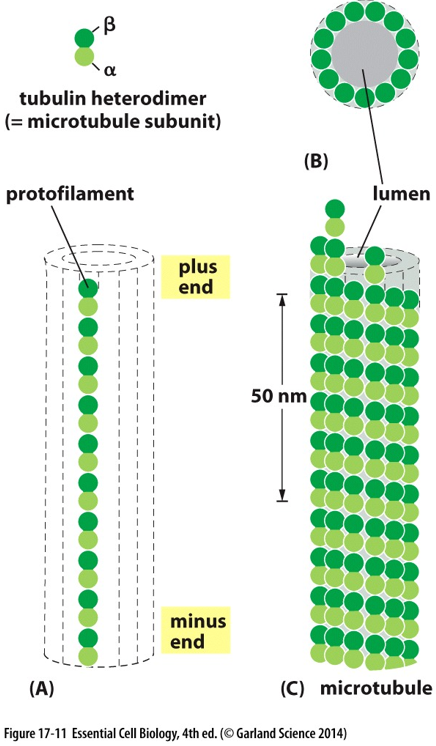 β
α
tubulin heterodimer
(= microtubule subunit)
(B)
protofilament
lumen
plus
end
50 nm
minus
end
(A)
(C) microtubule
Figure 17-11 Essential Cell Biology, 4th ed. (© Garland Science 2014)